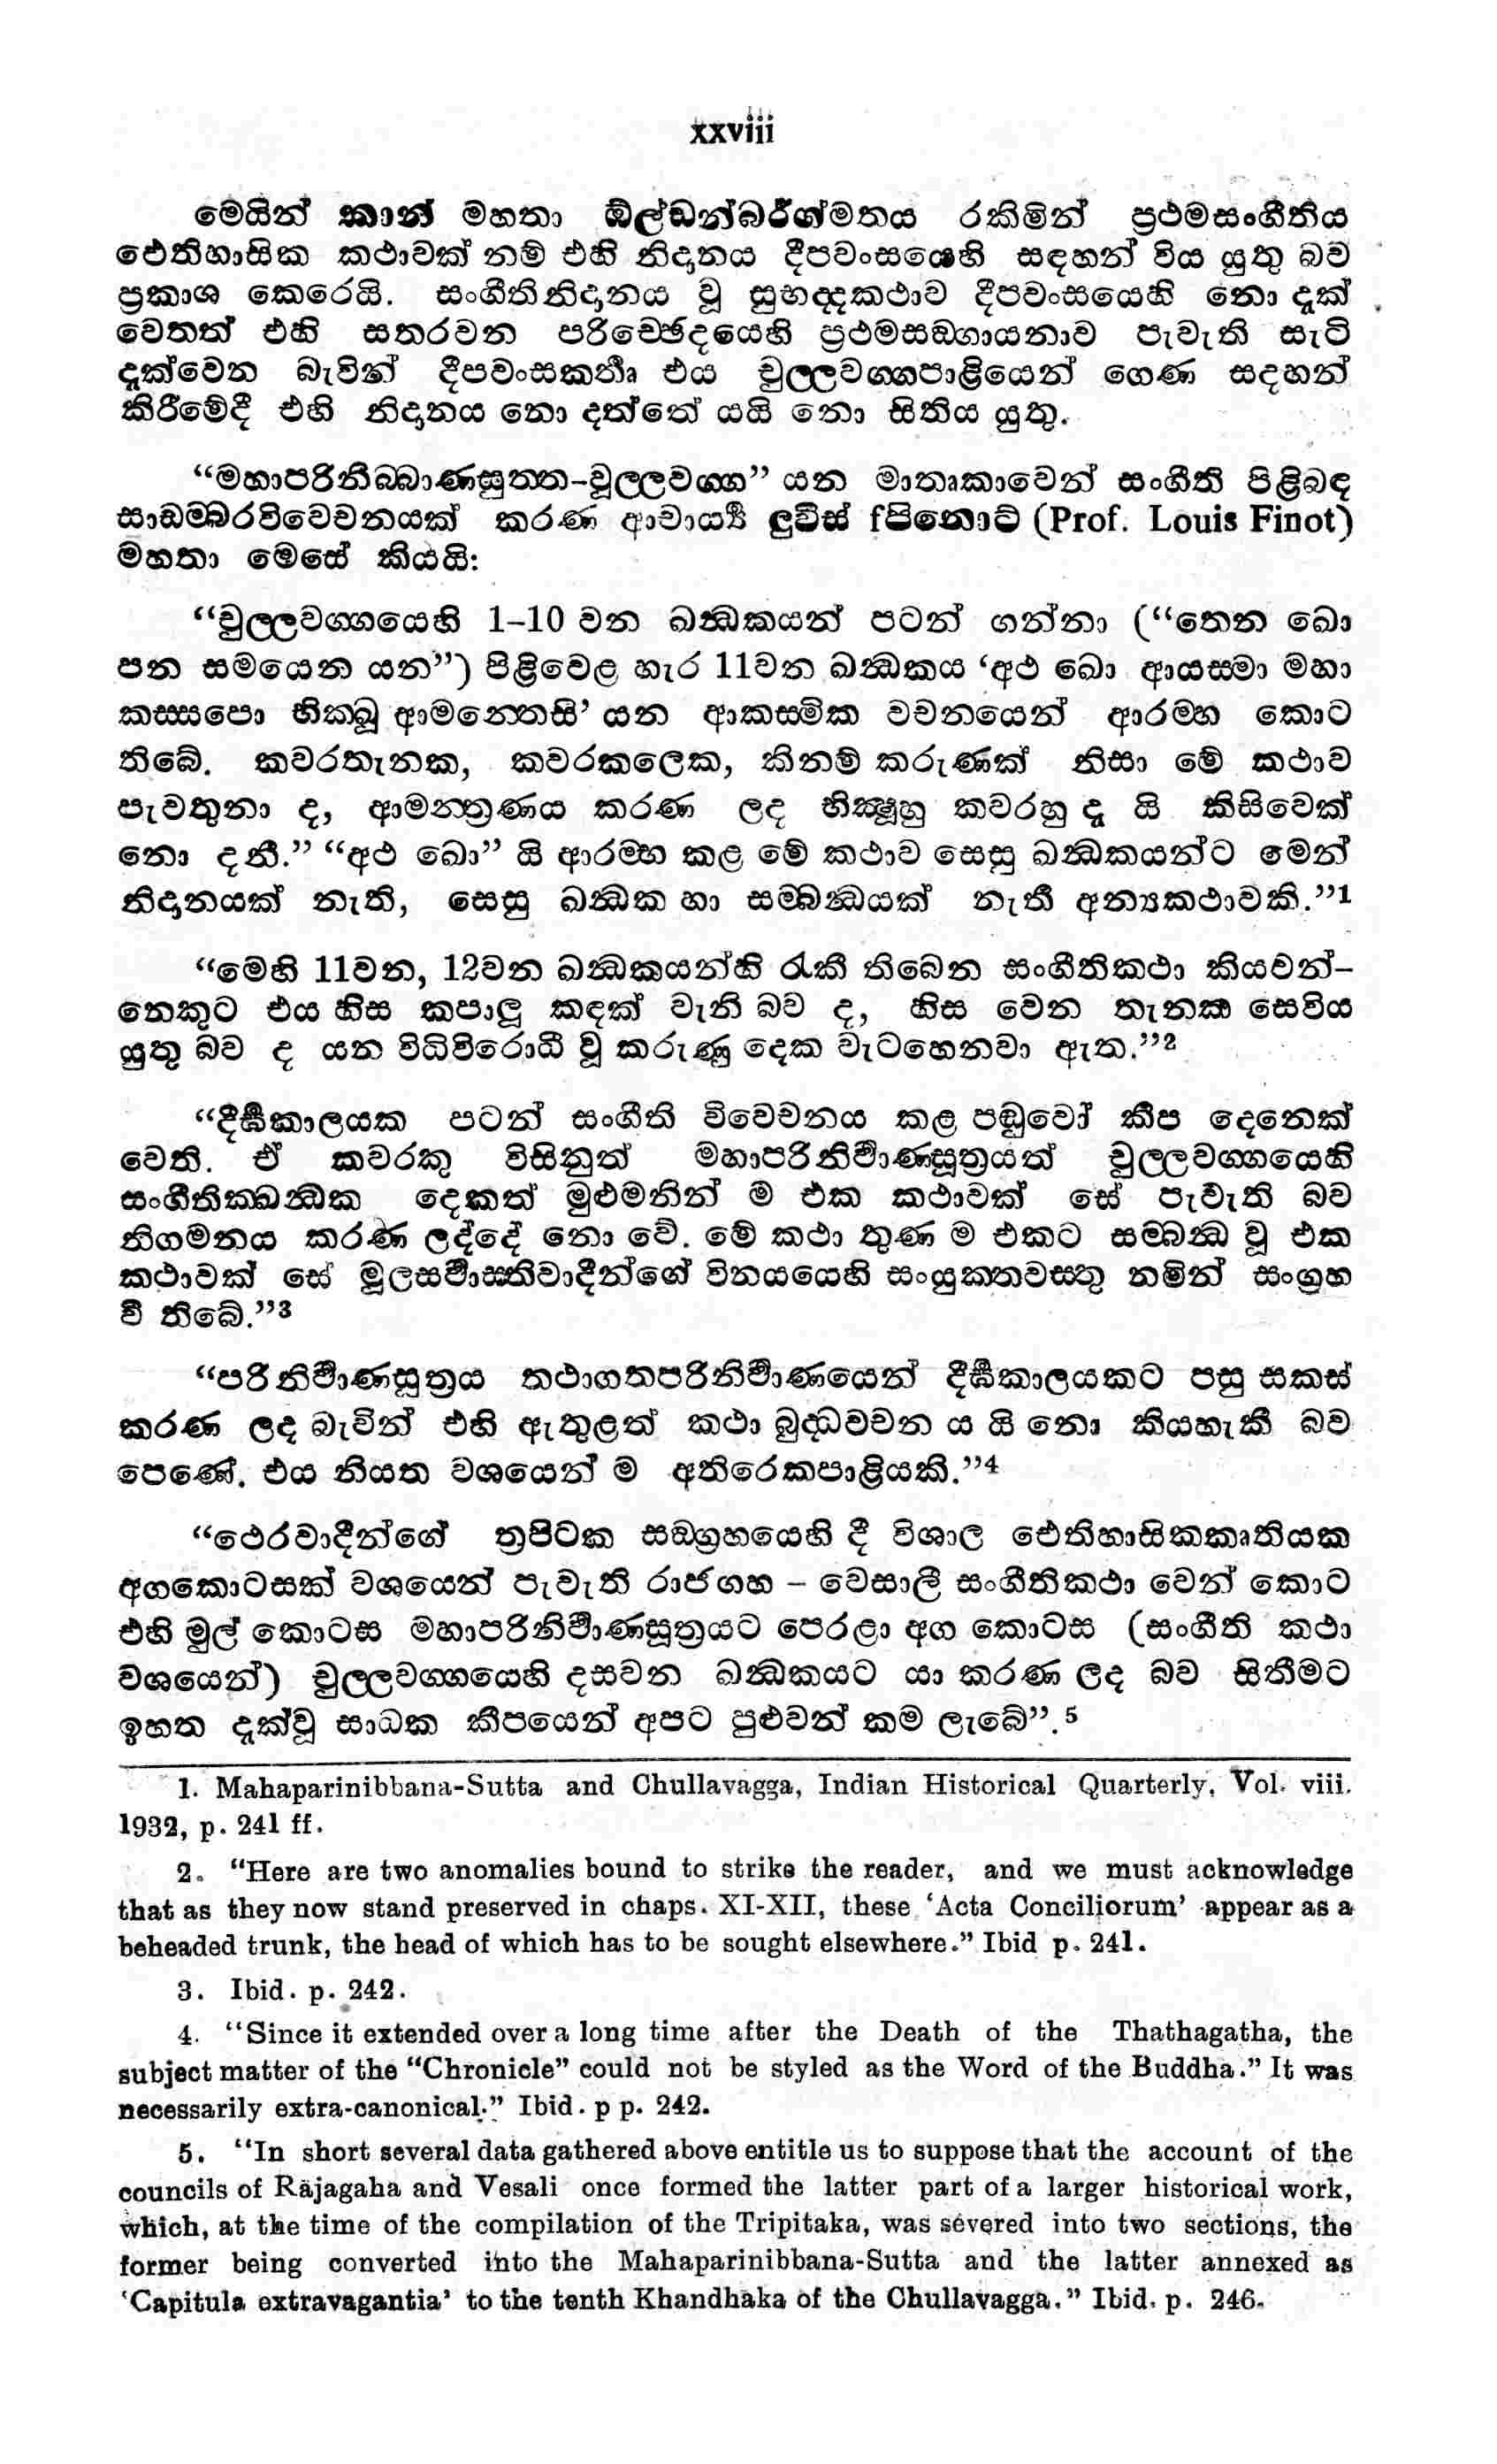 xxviii
මෙයින් කාන් මහතා ඕල්ඩන්බර්ග්මතය රකිමින් ප්‍රථමසංගීතිය
ඓතිහාසික කථාවක් නම් එහි නිදානය දීපවංසයෙහි සඳහන් විය යුතු බව
ප්‍රකාශ කෙරෙයි. සංගීතිනිදානය වූ සුභද්‍දකථාව දීපවංසයෙහි නො දැක්
වෙතත් එහි සතරවන පරිච්ඡේදයෙහි ප්‍රථමසඞ්ගායනාව පැවැති සැටි
දැක්වෙන බැවින් දීපවංසකර්තෘ එය චුල්ලවග්ගපාළියෙන් ගෙණ සදහන්
කිරීමේදී එහි නිදානය නො දත්තේ යයි නො සිතිය යුතු.
“මහාපරිනිබ්බාණසුත්ත-චූල්ලවග්ග” යන මාතෘකාවෙන් සංගීති පිළිබඳ
සාඩම්බරවිවෙචනයක් කරණ ආචාර්‍ය්‍ය ලුවිස් fපිනොට් (Prof. Louis Finot)
මහතා මෙසේ කියයි:
“චුල්ලවග්ගයෙහි 1-10 වන ඛන්‍ධකයන් පටන් ගන්නා (“තෙන ඛො
පන සමයෙන යන”) පිළිවෙළ හැර 11වන ඛන්‍ධකය ‘අථ ඛො ආයස්මා මහා
කස්සපො භික්ඛූ ආමන්තෙසි’ යන ආකස්මික වචනයෙන් ආරම්භ කොට
තිබේ. කවරතැනක, කවරකලෙක, කිනම් කරුණක් නිසා මේ කථාව
පැවතුනා ද, ආමන්ත්‍රණය කරණ ලද භික්‍ෂූහු කවරහු දැ යි කිසිවෙක්
නො දනී.” “අථ ඛො” යි ආරම්භ කළ මේ කථාව සෙසු ඛන්‍ධකයන්ට මෙන්
නිදානයක් නැති, සෙසු ඛන්‍ධක හා සම්බන්‍ධයක් නැතී අන්‍යකථාවකි.”1
“මෙහි 11වන, 12වන ඛන්‍ධකයන්හි රැකී තිබෙන සංගීතිකථා කියවන්-
නෙකුට එය හිස කපාලූ කඳක් වැනි බව ද, හිස වෙන තැනක සෙවිය
යුතු බව ද යන විධිවිරොධී වූ කරුණු දෙක වැටහෙනවා ඇත.”2
“දීර්ඝකාලයක පටන් සංගීති විවෙචනය කළ පඬුවෝ කීප දෙනෙක්
වෙති. ඒ කවරකු විසිනුත් මහාපරිනිර්වාණසූත්‍රයත් චුල්ලවග්ගයෙහි
සංගීතික්ඛන්‍ධක දෙකත් මුළුමනින් ම එක කථාවක් සේ පැවැති බව
නිගමනය කරණ ලද්දේ නො වේ. මේ කථා තුණ ම එකට සම්බන්‍ධ වූ එක
කථාවක් සේ මූලසර්වාස්තිවාදීන්ගේ විනයයෙහි සංයුක්තවස්තු නමින් සංග්‍රහ
වී තිබේ.”3
“පරිනිර්වාණසූත්‍රය තථාගතපරිනිර්වාණයෙන් දීර්ඝකාලයකට පසු සකස්
කරණ ලද බැවින් එහි ඇතුළත් කථා බුද්ධවචන ය යි නො කියහැකී බව
පෙණේ. එය නියත වශයෙන් ම අතිරෙකපාළියකි.”4
“ථෙරවාදීන්ගේ ත්‍රපිටක සඞ්ග්‍රහයෙහි දී විශාල ඓතිහාසිකකෘතියක
අගකොටසක් වශයෙන් පැවැති රාජගහ – වෙසාලි සංගීතිකථා වෙන් කොට
එහි මුල් කොටස මහාපරිනිර්වාණසූත්‍රයට පෙරළා අග කොටස (සංගීති කථා
වශයෙන්) චුල්ලවග්ගයෙහි දසවන ඛන්‍ධකයට යා කරණ ලද බව සිතීමට
ඉහත දැක්වූ සාධක කීපයෙන් අපට පුළුවන් කම ලැබේ”.5
1. Mahaparinibbana-Sutta and Chullavagga, Indian Historical Quarterly, Vol. viii.
1932, p. 241 ff.
2. “Here are two anomalies bound to strike the reader, and we must acknowledge
that as they now stand preserved in chaps. XI-XII, these ‘Acta Conciliorum’ appear as a
beheaded trunk, the head of which has to be sought elsewhere.” Ibid p. 241.
3. Ibid. p. 242.
4. “Since it extended over a long time after the Death of the Thathagatha, the
subject matter of the “Chronicle” could not be styled as the Word of the Buddha.” It was
necessarily extra-canonical.” Ibid. p p. 242.
5. “In short several data gathered above entitle us to suppose that the account of the
councils of Rājagaha and Vesali once formed the latter part of a larger historical work,
which, at the time of the compilation of the Tripitaka, was severed into two sections, the
former being converted into the Mahaparinibbana-Sutta and the latter annexed as
‘Capitula extravagantia’ to the tenth Khandhaka of the Chullavagga.” Ibid. p. 246.